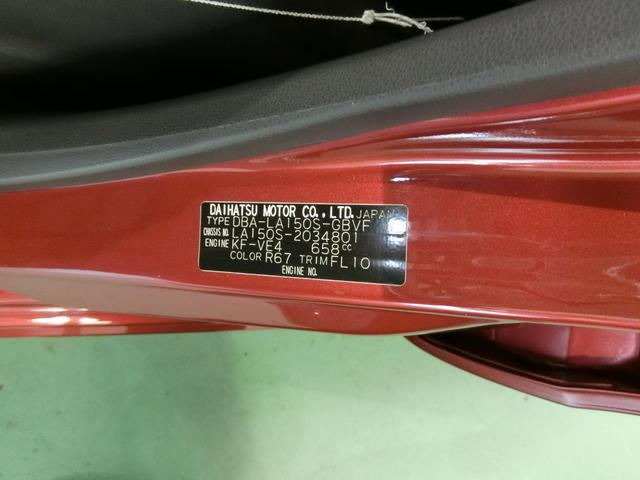 DAIHATSU MOTOR CO., LTD. JAPAN
TYPE DBA-LA150S-GBVF
CHASSIS NO. LA150S-2034801
ENGINE KF-VE4 658cc
COLOR R67 TRIM FL10
ENGINE NO.